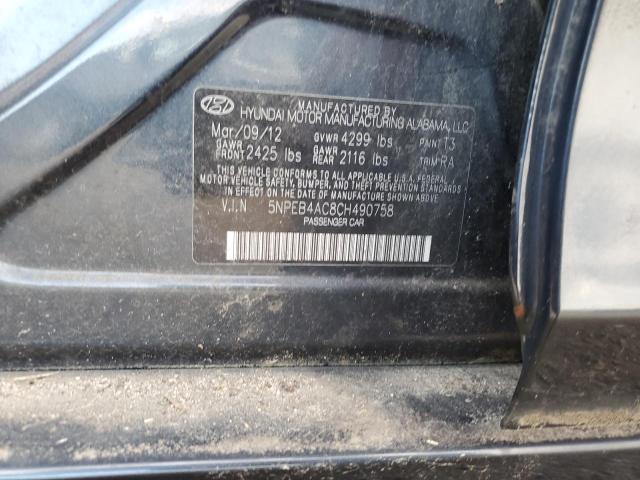 MANUFACTURED BY
HYUNDAI MOTOR MANUFACTURING ALABAMA, LLC
Mar/09/12 GVWR 4299 lbs PAINT T3
GAWR FRONT 2425 lbs GAWR REAR 2116 lbs TRIM RA
THIS VEHICLE CONFORMS TO ALL APPLICABLE
FEDERAL MOTOR VEHICLE SAFETY, BUMPER, AND
THEFT PREVENTION STANDARDS IN EFFECT ON
THE DATE OF MANUFACTURE SHOWN ABOVE.
V.I.N 5NPEB4AC8CH490758
PASSENGER CAR